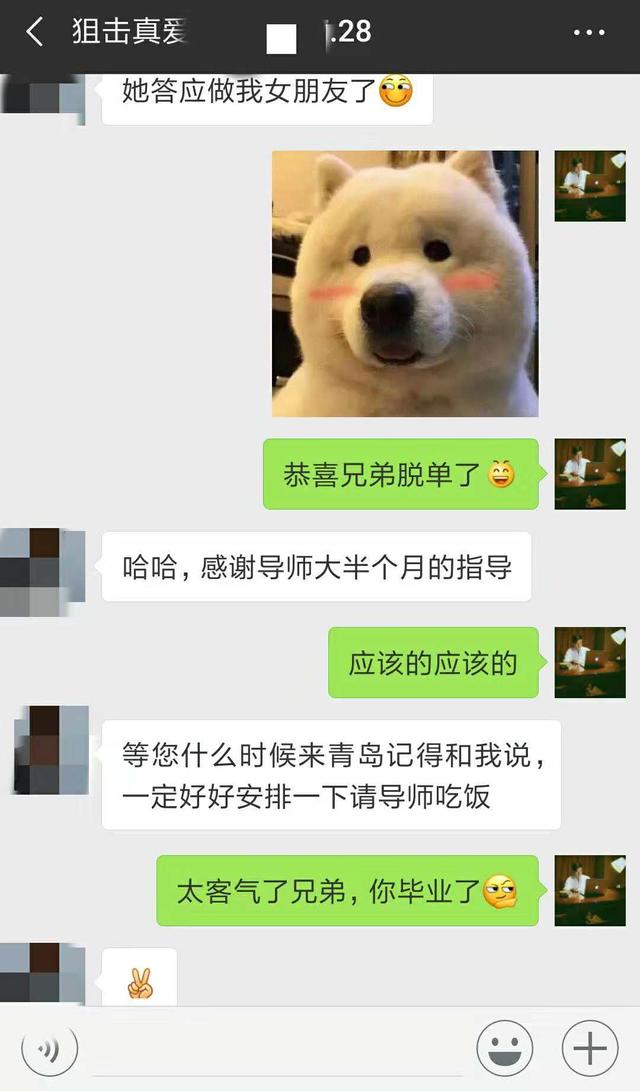 狙击真爱
.28
她答应做我女朋友了
恭喜兄弟脱单了
哈哈，感谢导师大半个月的指导
应该的应该的
等您什么时候来青岛记得和我说，
一定好好安排一下请导师吃饭
太客气了兄弟，你毕业了